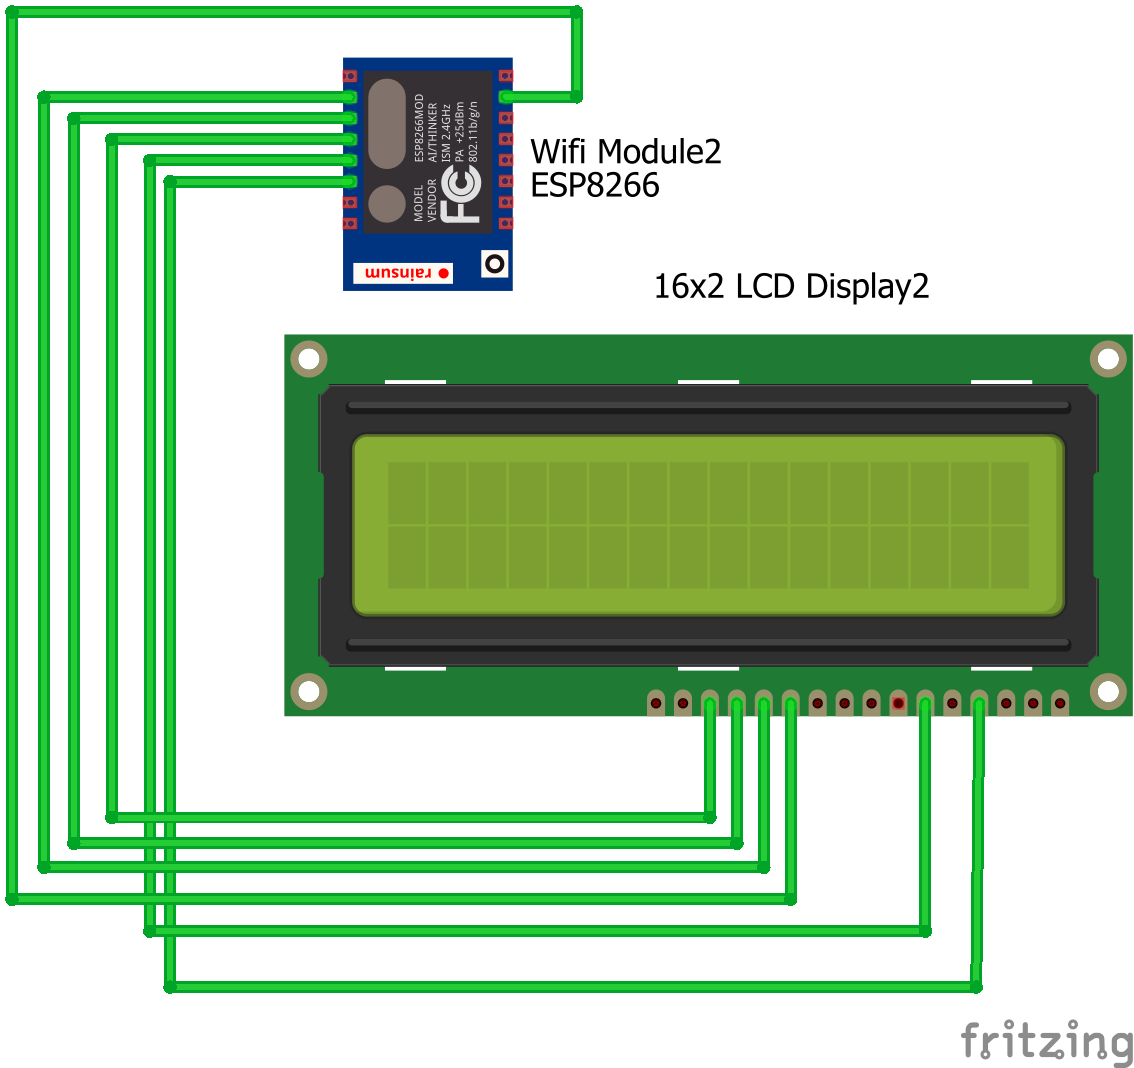 ESP8266MOD
AI/THINKER
ISM 2.4GHz
PA +25dBm
802.11b/g/n
MODEL
VENDOR
FC
rainsum
Wifi Module2
ESP8266
16x2 LCD Display2
fritzing